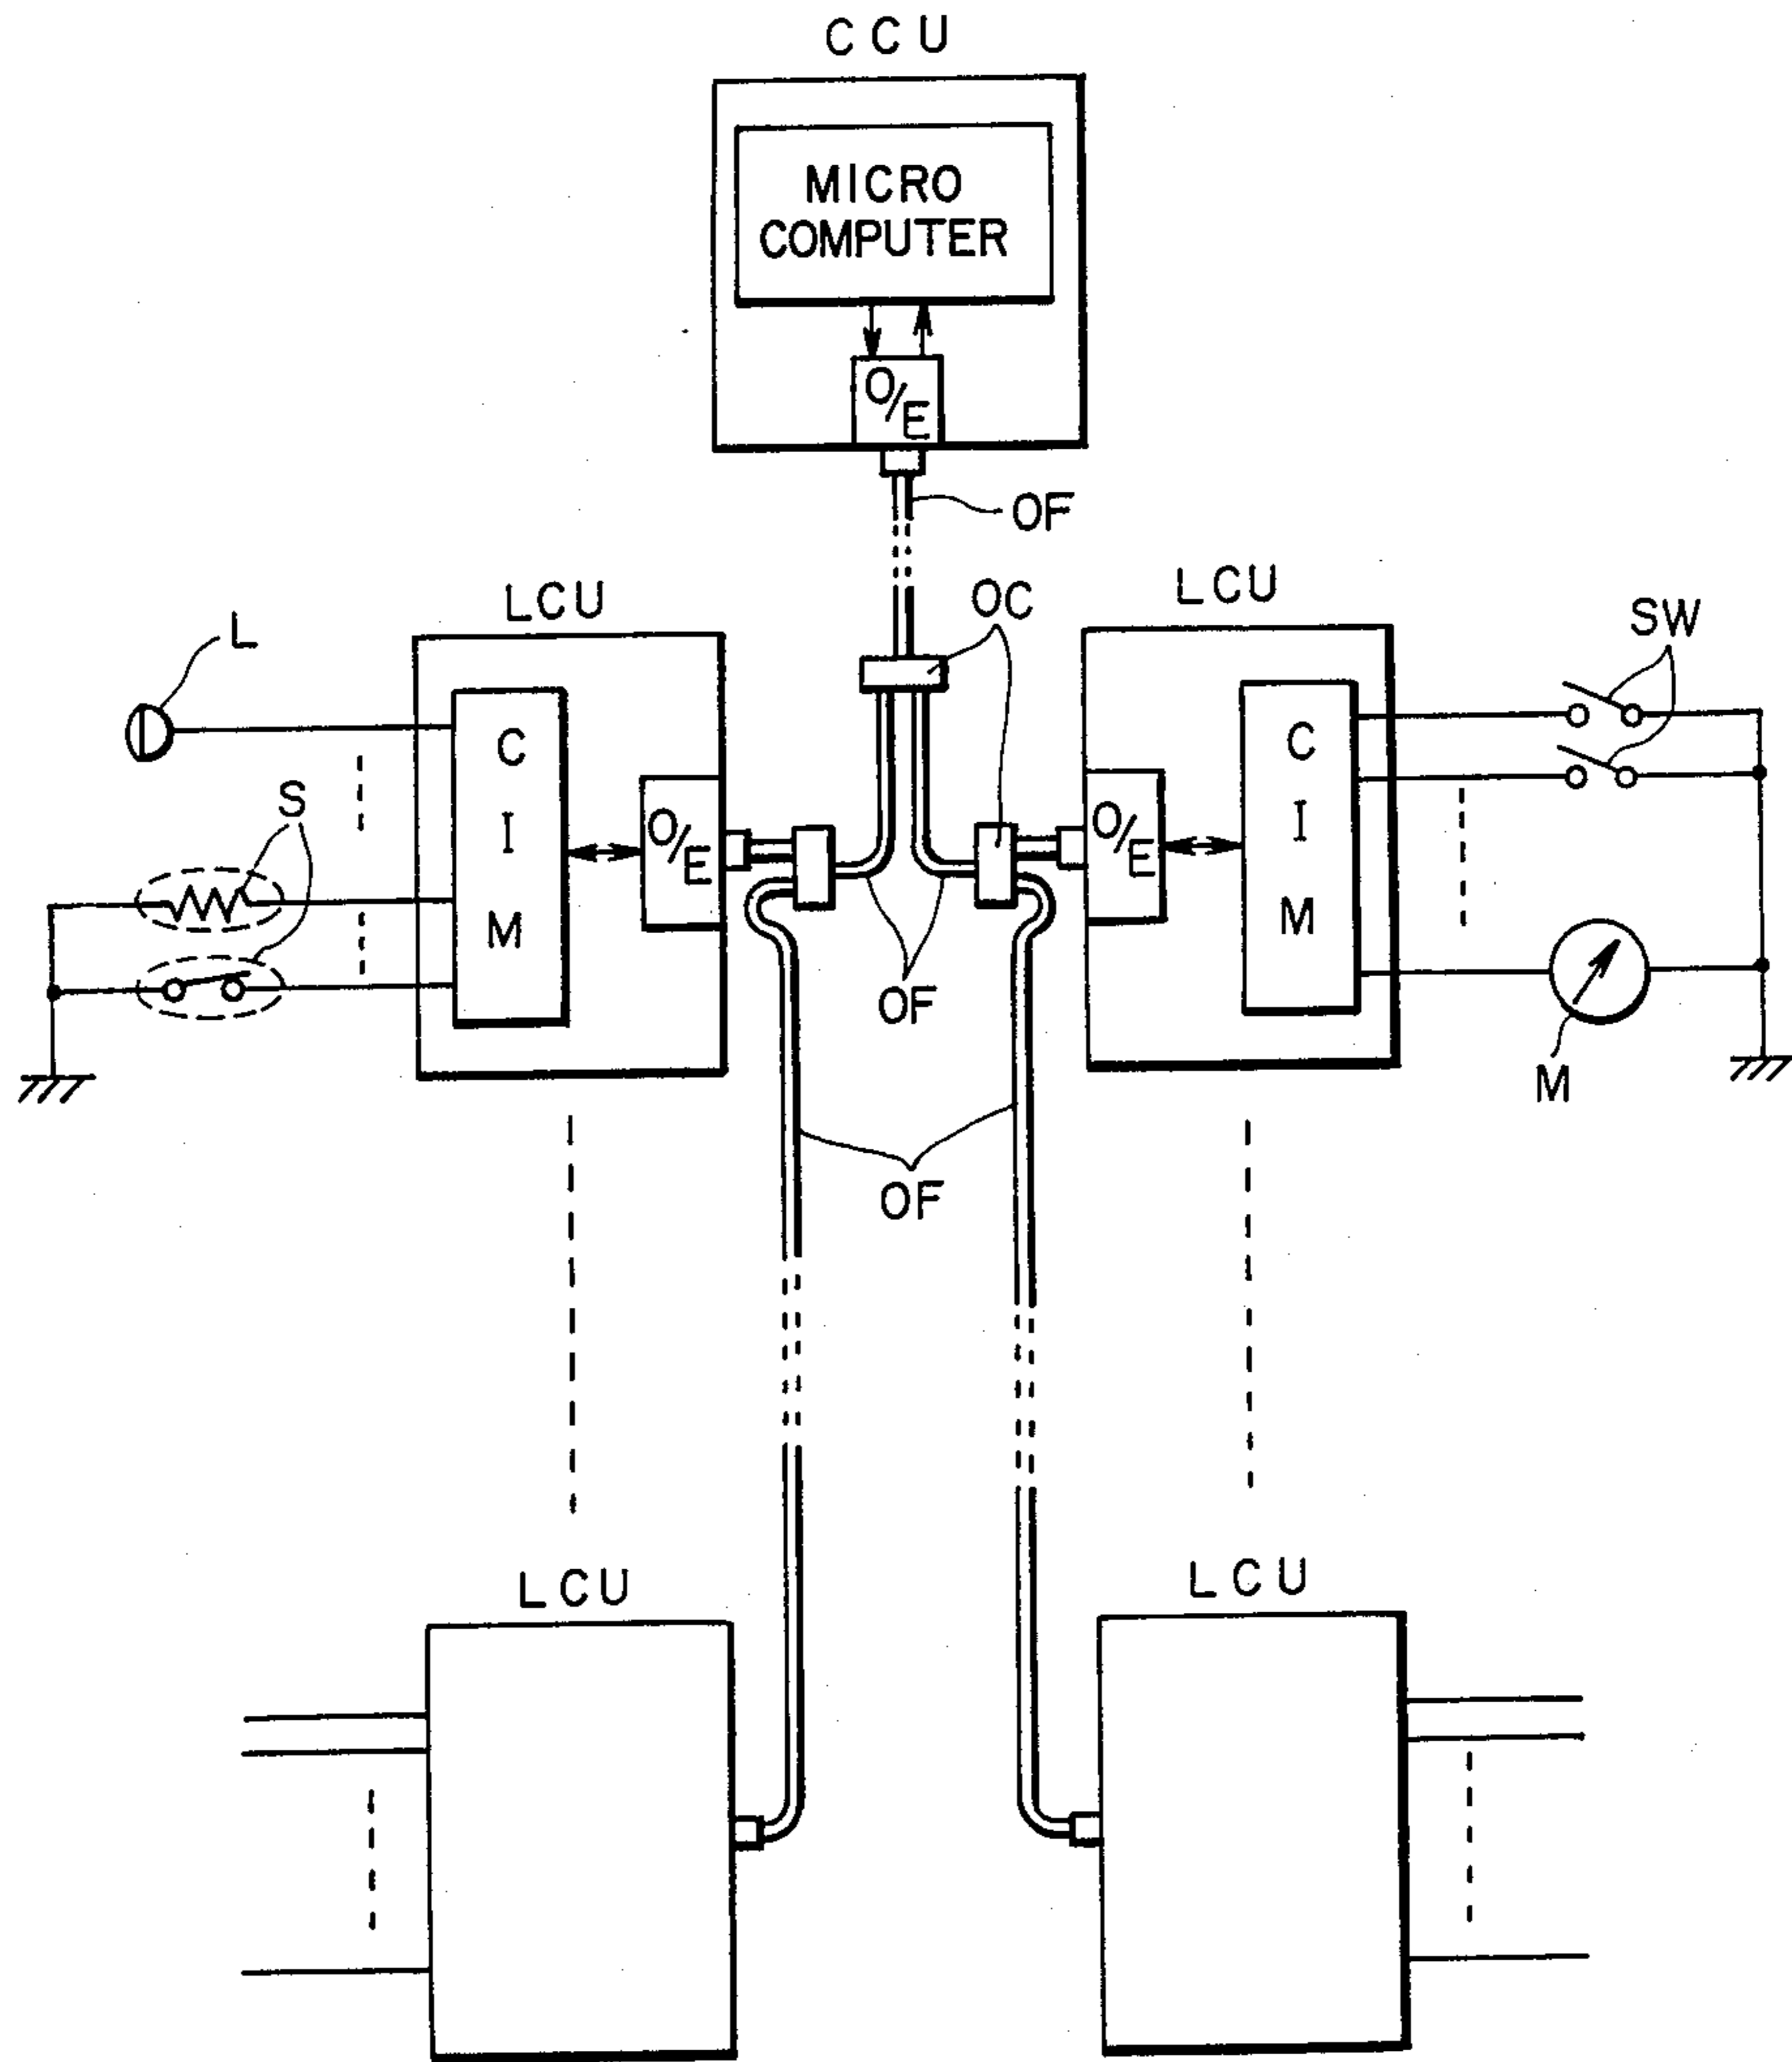 CCU
MICRO
COMPUTER
O/E
OF
LCU
OC
LCU
L
SW
S
C
I
M
O/E
O/E
C
I
M
OF
M
OF
LCU
LCU